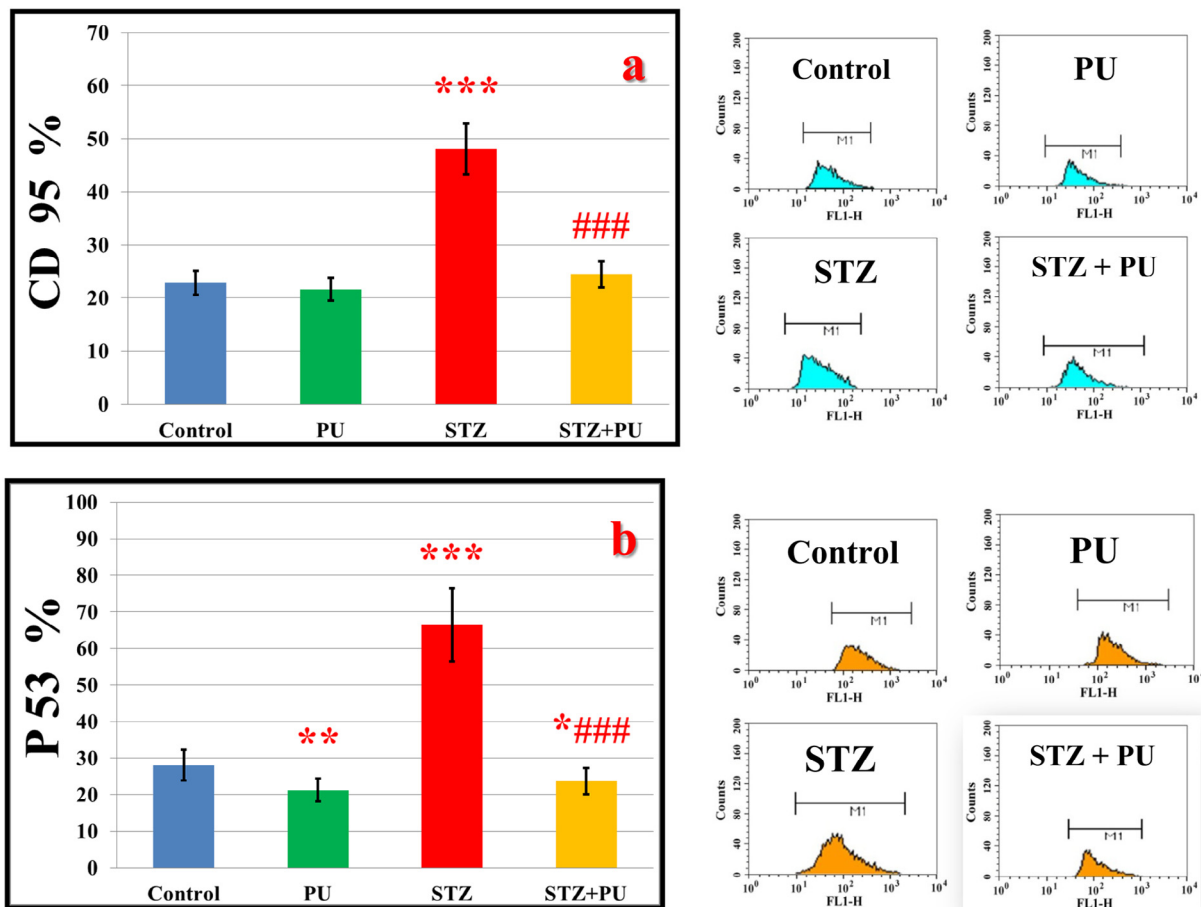 a
CD 95 %
70
60
50
40
30
20
10
0
***
###
Control PU STZ STZ+PU
Control
Counts
200
160
120
80
40
0
M1
10^0 10^1 10^2 10^3 10^4
FL1-H
PU
Counts
200
160
120
80
40
0
M1
10^0 10^1 10^2 10^3 10^4
FL1-H
STZ
Counts
200
160
120
80
40
0
M1
10^0 10^1 10^2 10^3 10^4
FL1-H
STZ + PU
Counts
200
160
120
80
40
0
M1
10^0 10^1 10^2 10^3 10^4
FL1-H
b
P 53 %
100
90
80
70
60
50
40
30
20
10
0
**
***
*###
Control PU STZ STZ+PU
Control
Counts
200
160
120
80
40
0
M1
10^0 10^1 10^2 10^3 10^4
FL1-H
PU
Counts
200
160
120
80
40
0
M1
10^0 10^1 10^2 10^3
FL1-H
STZ
Counts
200
160
120
80
40
0
M1
10^0 10^1 10^2 10^3 10^4
FL1-H
STZ + PU
Counts
200
160
120
80
40
0
M1
10^0 10^1 10^2 10^3 10^4
FL1-H